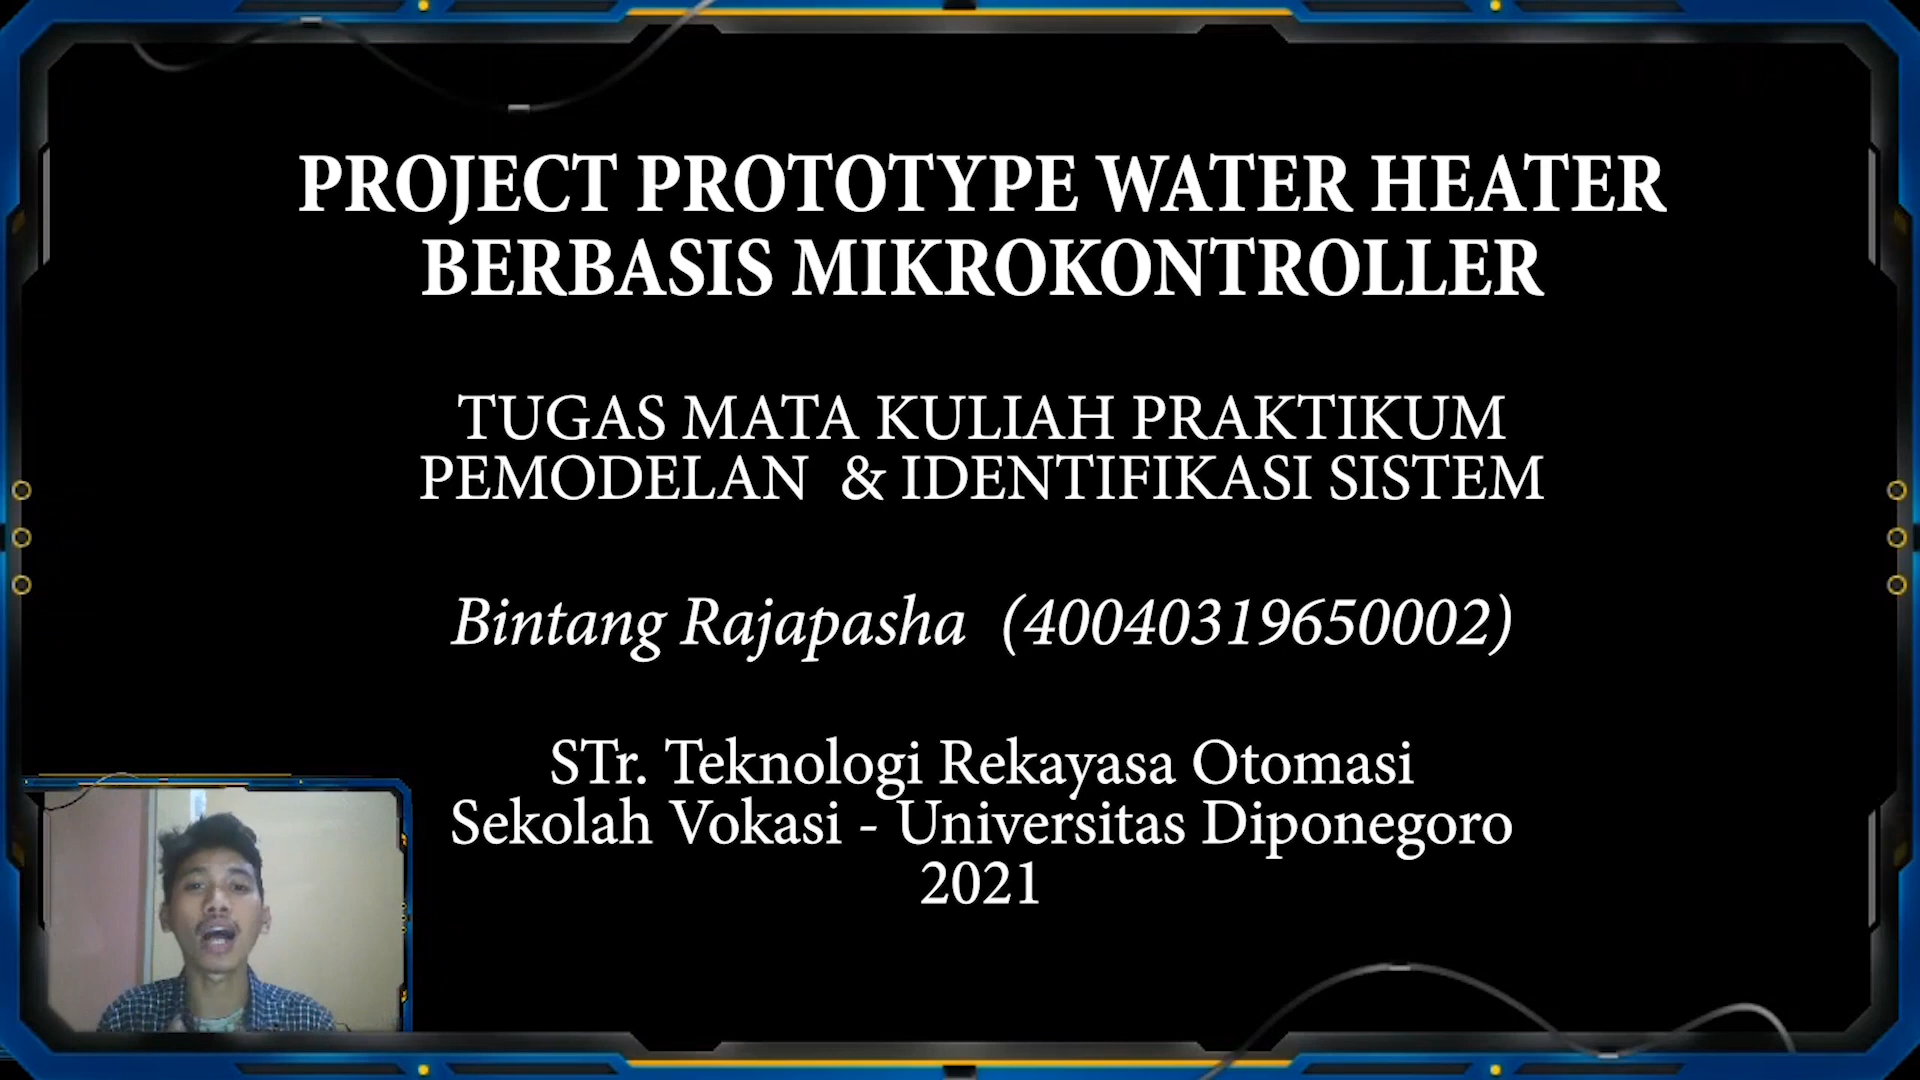 PROJECT PROTOTYPE WATER HEATER
BERBASIS MIKROKONTROLLER
TUGAS MATA KULIAH PRAKTIKUM
PEMODELAN & IDENTIFIKASI SISTEM
Bintang Rajapasha (40040319650002)
STr. Teknologi Rekayasa Otomasi
Sekolah Vokasi - Universitas Diponegoro
2021